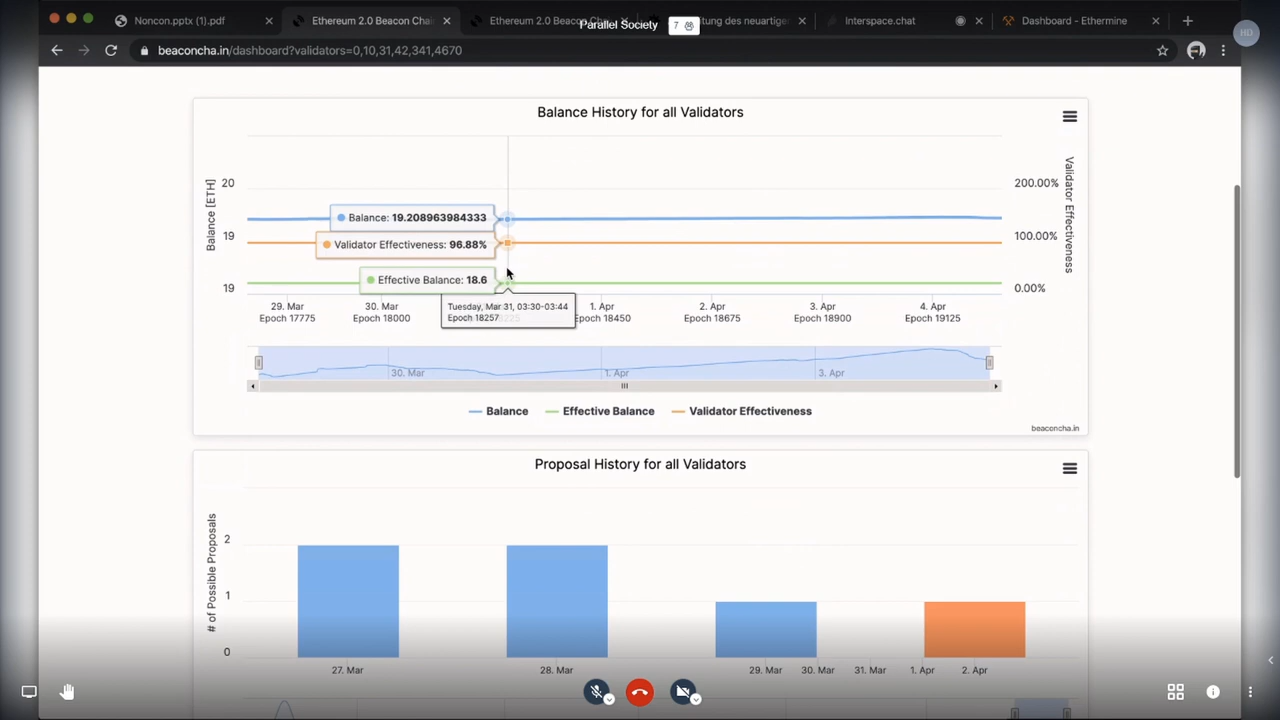 Noncon.pptx (1).pdf
Ethereum 2.0 Beacon Chai
Ethereum 2.0 Beacon Cha
tung des neuartige
Interspace.chat
Dashboard - Ethermine
Parallel Society
7
HD
beaconcha.in/dashboard?validators=0,10,31,42,341,4670
Balance History for all Validators
Balance [ETH]
20
19
19
200.00%
100.00%
0.00%
Validator Effectiveness
Balance: 19.208963984333
Validator Effectiveness: 96.88%
Effective Balance: 18.6
Tuesday, Mar 31, 03:30-03:44
Epoch 18257
29. Mar
30. Mar
1. Apr
2. Apr
3. Apr
4. Apr
Epoch 17775
Epoch 18000
Epoch 18450
Epoch 18675
Epoch 18900
Epoch 19125
30. Mar
1. Apr
3. Apr
Balance
Effective Balance
Validator Effectiveness
beaconcha.in
Proposal History for all Validators
# of Possible Proposals
2
1
0
27. Mar
28. Mar
29. Mar
30. Mar
31. Mar
1. Apr
2. Apr